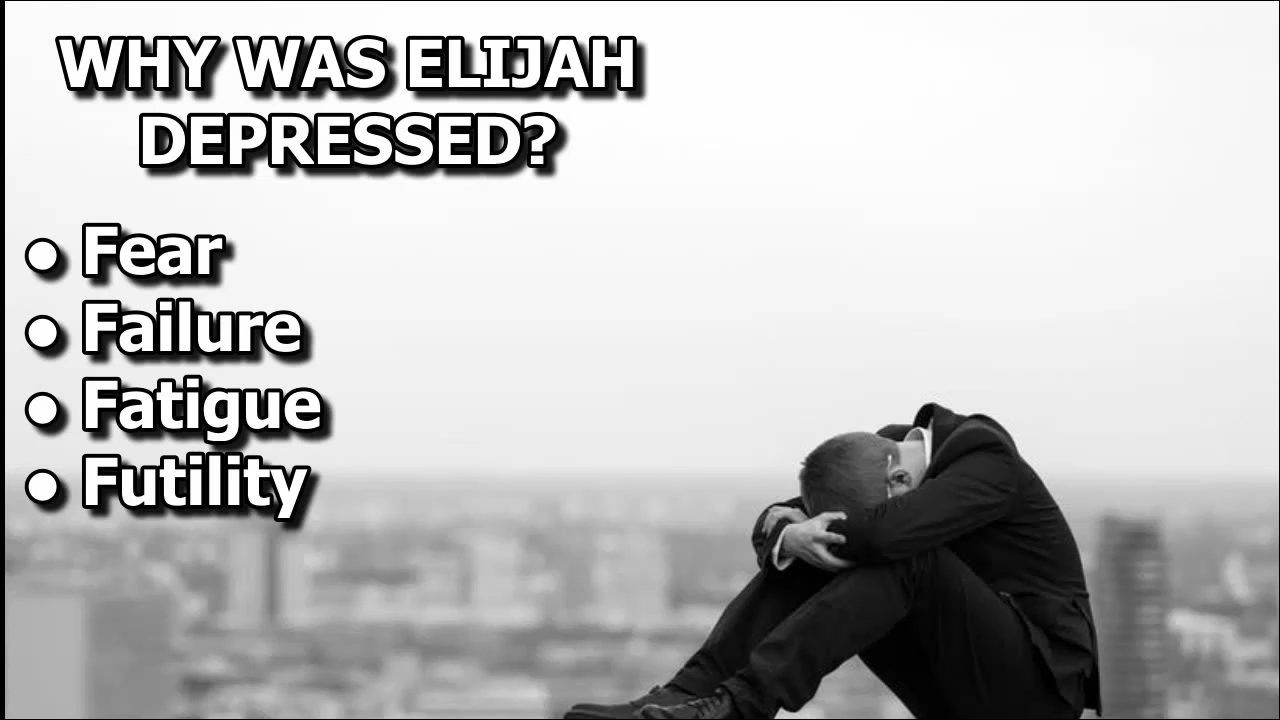 WHY WAS ELIJAH
DEPRESSED?
• Fear
• Failure
• Fatigue
• Futility